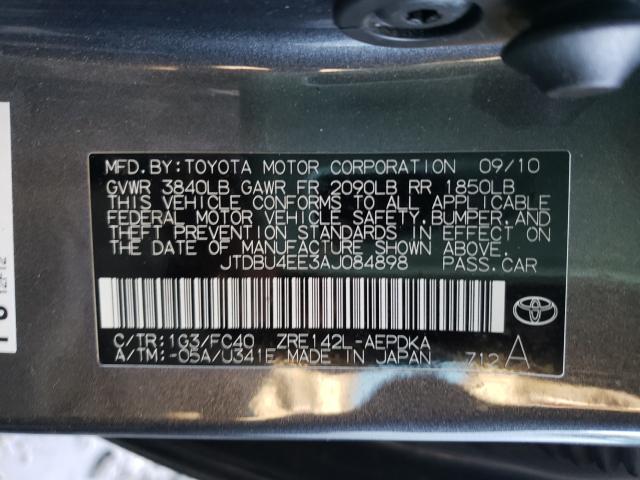 MFD.BY:TOYOTA MOTOR CORPORATION 09/10
GVWR 3840LB GAWR FR 2090LB RR 1850LB
THIS VEHICLE CONFORMS TO ALL APPLICABLE
FEDERAL MOTOR VEHICLE SAFETY, BUMPER, AND
THEFT PREVENTION STANDARDS IN EFFECT ON
THE DATE OF MANUFACTURE SHOWN ABOVE.
JTDBU4EE3AJ084898 PASS.CAR
C/TR:1G3/FC40 ZRE142L-AEPDKA
A/TM:-05A/U341E MADE IN JAPAN 712 A
12F12